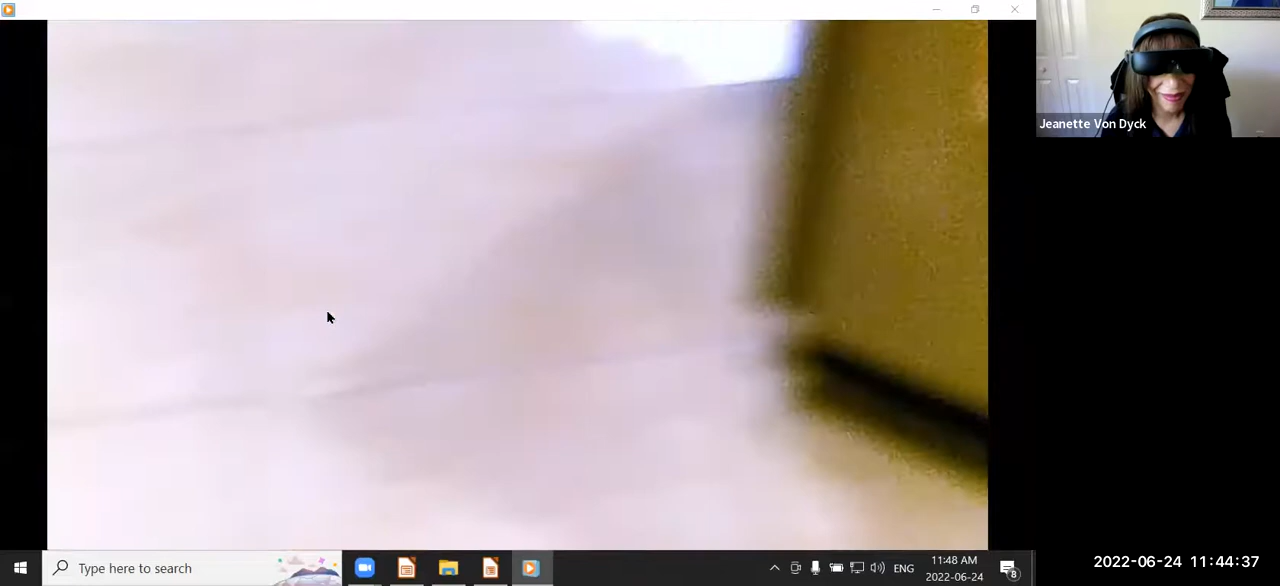 Jeanette Von Dyck
Type here to search
ENG
11:48 AM
2022-06-24
8
2022-06-24 11:44:37